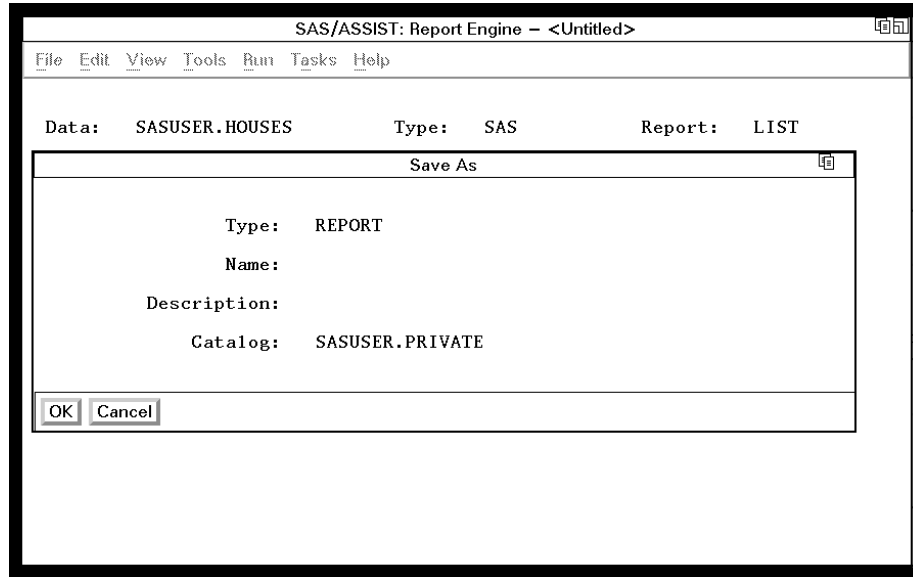 SAS/ASSIST: Report Engine – <Untitled>
File Edit View Tools Run Tasks Help
Data: SASUSER.HOUSES Type: SAS Report: LIST
Save As
Type: REPORT
Name:
Description:
Catalog: SASUSER.PRIVATE
OK Cancel